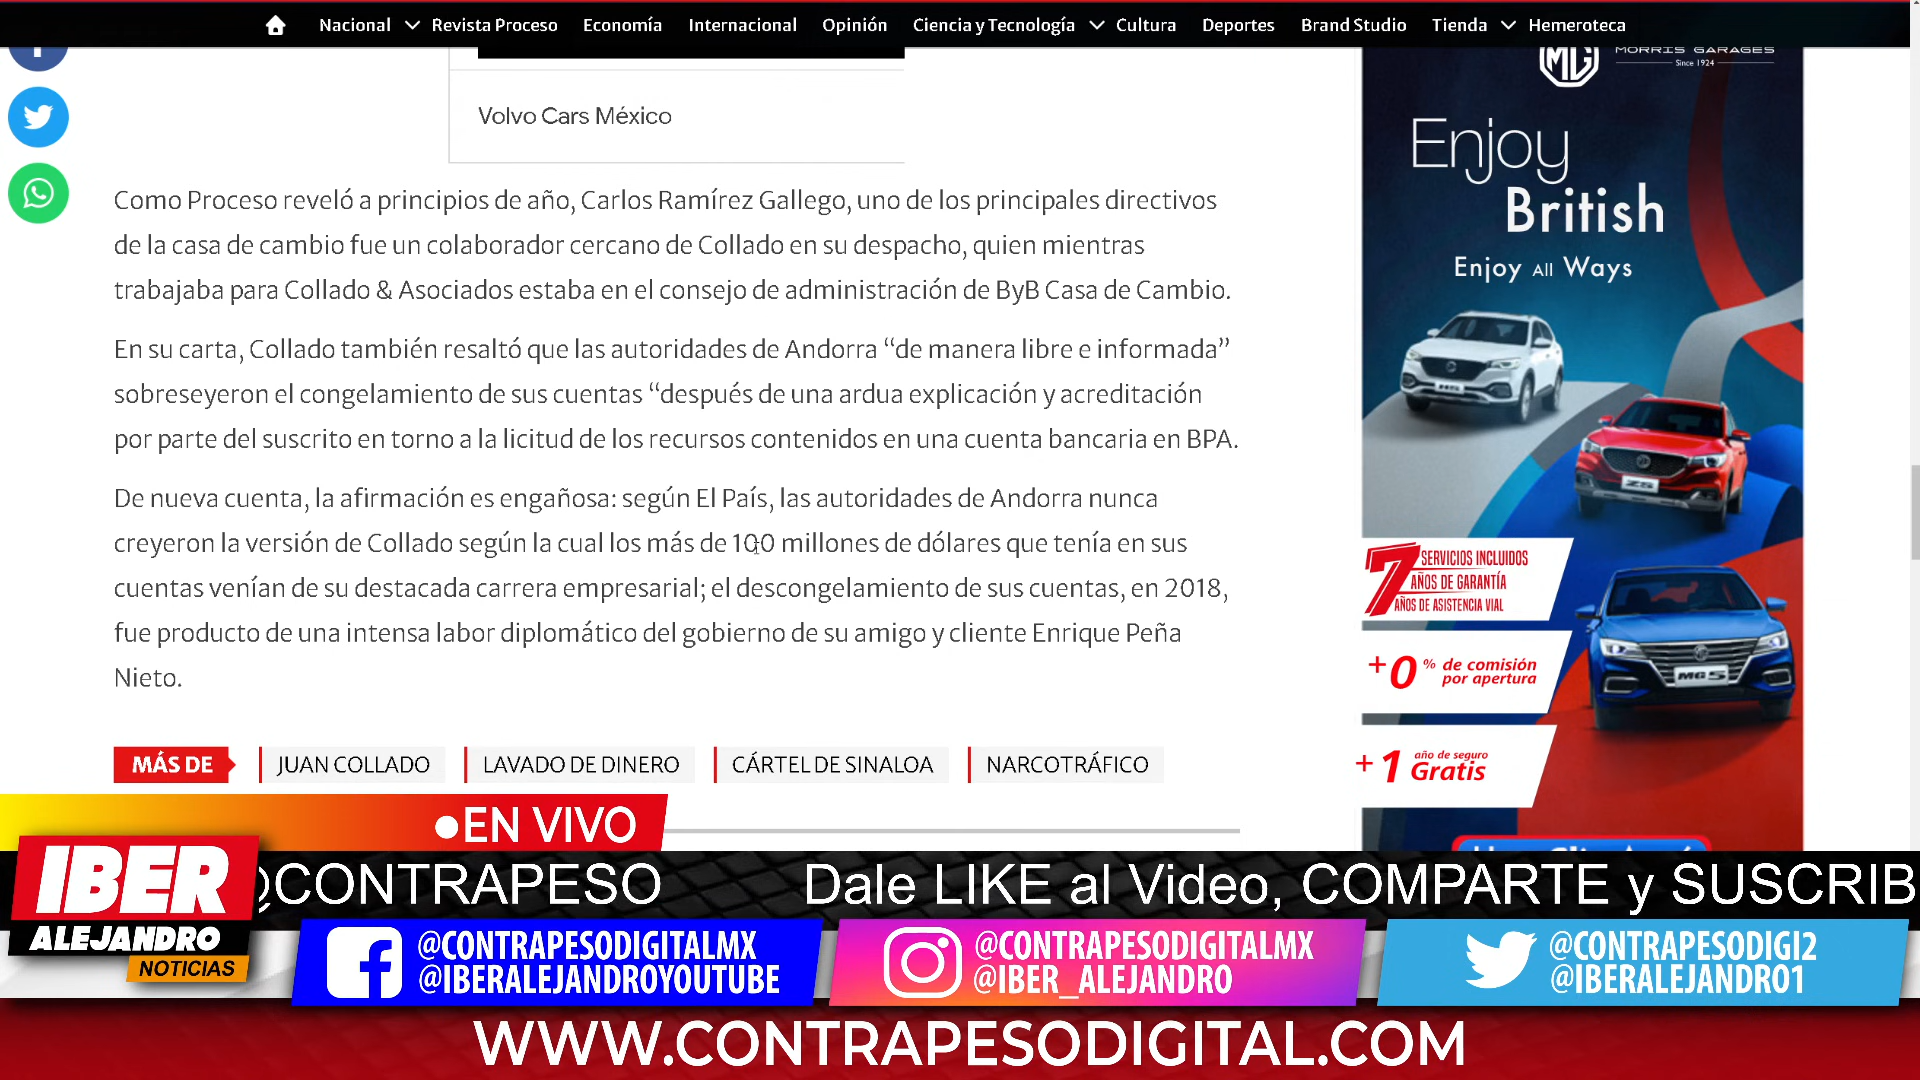 Nacional Revista Proceso Economía Internacional Opinión Ciencia y Tecnología Cultura Deportes Brand Studio Tienda Hemeroteca
Volvo Cars México
Como Proceso reveló a principios de año, Carlos Ramírez Gallego, uno de los principales directivos
de la casa de cambio fue un colaborador cercano de Collado en su despacho, quien mientras
trabajaba para Collado & Asociados estaba en el consejo de administración de ByB Casa de Cambio.
En su carta, Collado también resaltó que las autoridades de Andorra “de manera libre e informada”
sobreseyeron el congelamiento de sus cuentas “después de una ardua explicación y acreditación
por parte del suscrito en torno a la licitud de los recursos contenidos en una cuenta bancaria en BPA.
De nueva cuenta, la afirmación es engañosa: según El País, las autoridades de Andorra nunca
creyeron la versión de Collado según la cual los más de 100 millones de dólares que tenía en sus
cuentas venían de su destacada carrera empresarial; el descongelamiento de sus cuentas, en 2018,
fue producto de una intensa labor diplomático del gobierno de su amigo y cliente Enrique Peña
Nieto.
MÁS DE JUAN COLLADO LAVADO DE DINERO CÁRTEL DE SINALOA NARCOTRÁFICO
MG MORRIS GARAGES
Since 1924
Enjoy
British
Enjoy All Ways
HS
ZS
7 SERVICIOS INCLUIDOS
AÑOS DE GARANTÍA
AÑOS DE ASISTENCIA VIAL
+0 % de comisión
por apertura
MG 5
+1 año de seguro
Gratis
EN VIVO
IBER
ALEJANDRO
NOTICIAS
@CONTRAPESO Dale LIKE al Video, COMPARTE y SUSCRIB
@CONTRAPESODIGITALMX
@IBERALEJANDROYOUTUBE
@CONTRAPESODIGITALMX
@IBER_ALEJANDRO
@CONTRAPESODIGI2
@IBERALEJANDRO1
WWW.CONTRAPESODIGITAL.COM